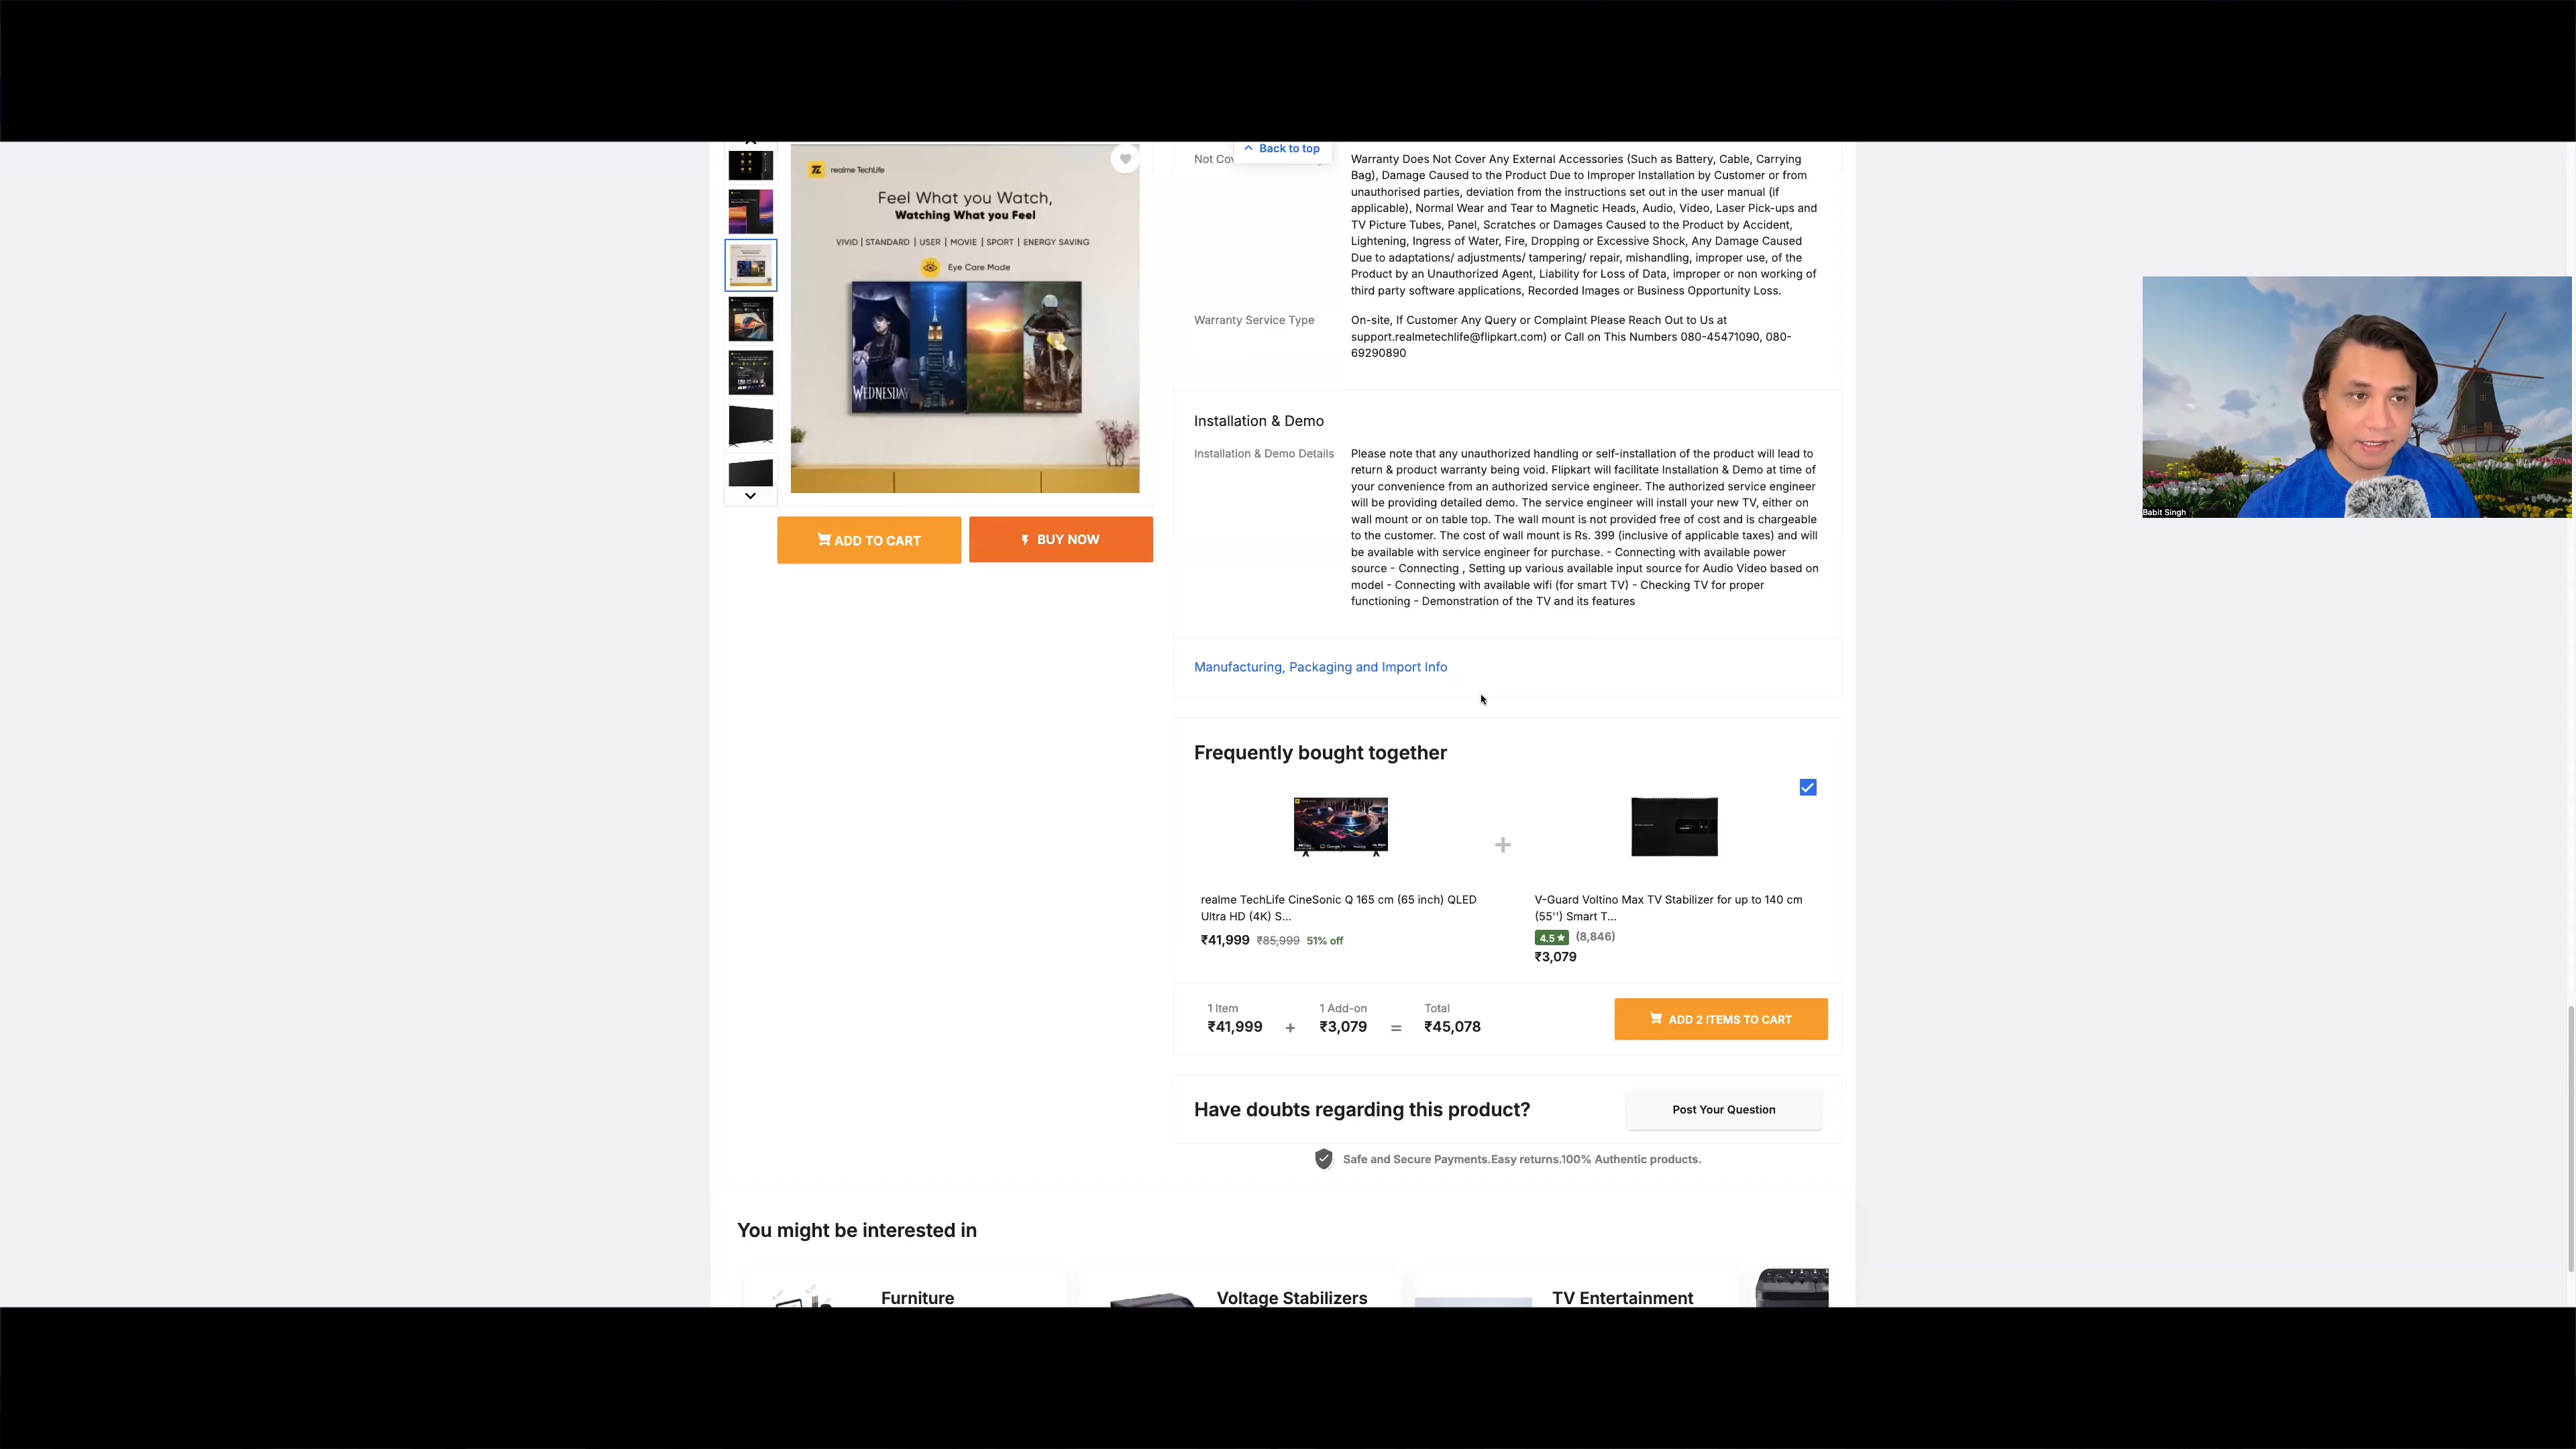 realme TechLife
Feel What you Watch,
Watching What you Feel
VIVID | STANDARD | USER | MOVIE | SPORT | ENERGY SAVING
Eye Care Mode
WEDNESDAY
ADD TO CART
BUY NOW
Back to top
Not Cov
Warranty Does Not Cover Any External Accessories (Such as Battery, Cable, Carrying
Bag), Damage Caused to the Product Due to Improper Installation by Customer or from
unauthorised parties, deviation from the instructions set out in the user manual (if
applicable), Normal Wear and Tear to Magnetic Heads, Audio, Video, Laser Pick-ups and
TV Picture Tubes, Panel, Scratches or Damages Caused to the Product by Accident,
Lightening, Ingress of Water, Fire, Dropping or Excessive Shock, Any Damage Caused
Due to adaptations/ adjustments/ tampering/ repair, mishandling, improper use, of the
Product by an Unauthorized Agent, Liability for Loss of Data, improper or non working of
third party software applications, Recorded Images or Business Opportunity Loss.
Warranty Service Type
On-site, If Customer Any Query or Complaint Please Reach Out to Us at
support.realmetechlife@flipkart.com) or Call on This Numbers 080-45471090, 080-
69290890
Installation & Demo
Installation & Demo Details
Please note that any unauthorized handling or self-installation of the product will lead to
return & product warranty being void. Flipkart will facilitate Installation & Demo at time of
your convenience from an authorized service engineer. The authorized service engineer
will be providing detailed demo. The service engineer will install your new TV, either on
wall mount or on table top. The wall mount is not provided free of cost and is chargeable
to the customer. The cost of wall mount is Rs. 399 (inclusive of applicable taxes) and will
be available with service engineer for purchase. - Connecting with available power
source - Connecting , Setting up various available input source for Audio Video based on
model - Connecting with available wifi (for smart TV) - Checking TV for proper
functioning - Demonstration of the TV and its features
Manufacturing, Packaging and Import Info
Frequently bought together
realme TechLife CineSonic Q 165 cm (65 inch) QLED
Ultra HD (4K) S...
₹41,999 ₹85,999 51% off
V-Guard Voltino Max TV Stabilizer for up to 140 cm
(55'') Smart T...
4.5 (8,846)
₹3,079
1 Item
₹41,999
+
1 Add-on
₹3,079
=
Total
₹45,078
ADD 2 ITEMS TO CART
Have doubts regarding this product?
Post Your Question
Safe and Secure Payments.Easy returns.100% Authentic products.
You might be interested in
Furniture
Voltage Stabilizers
TV Entertainment
Babit Singh